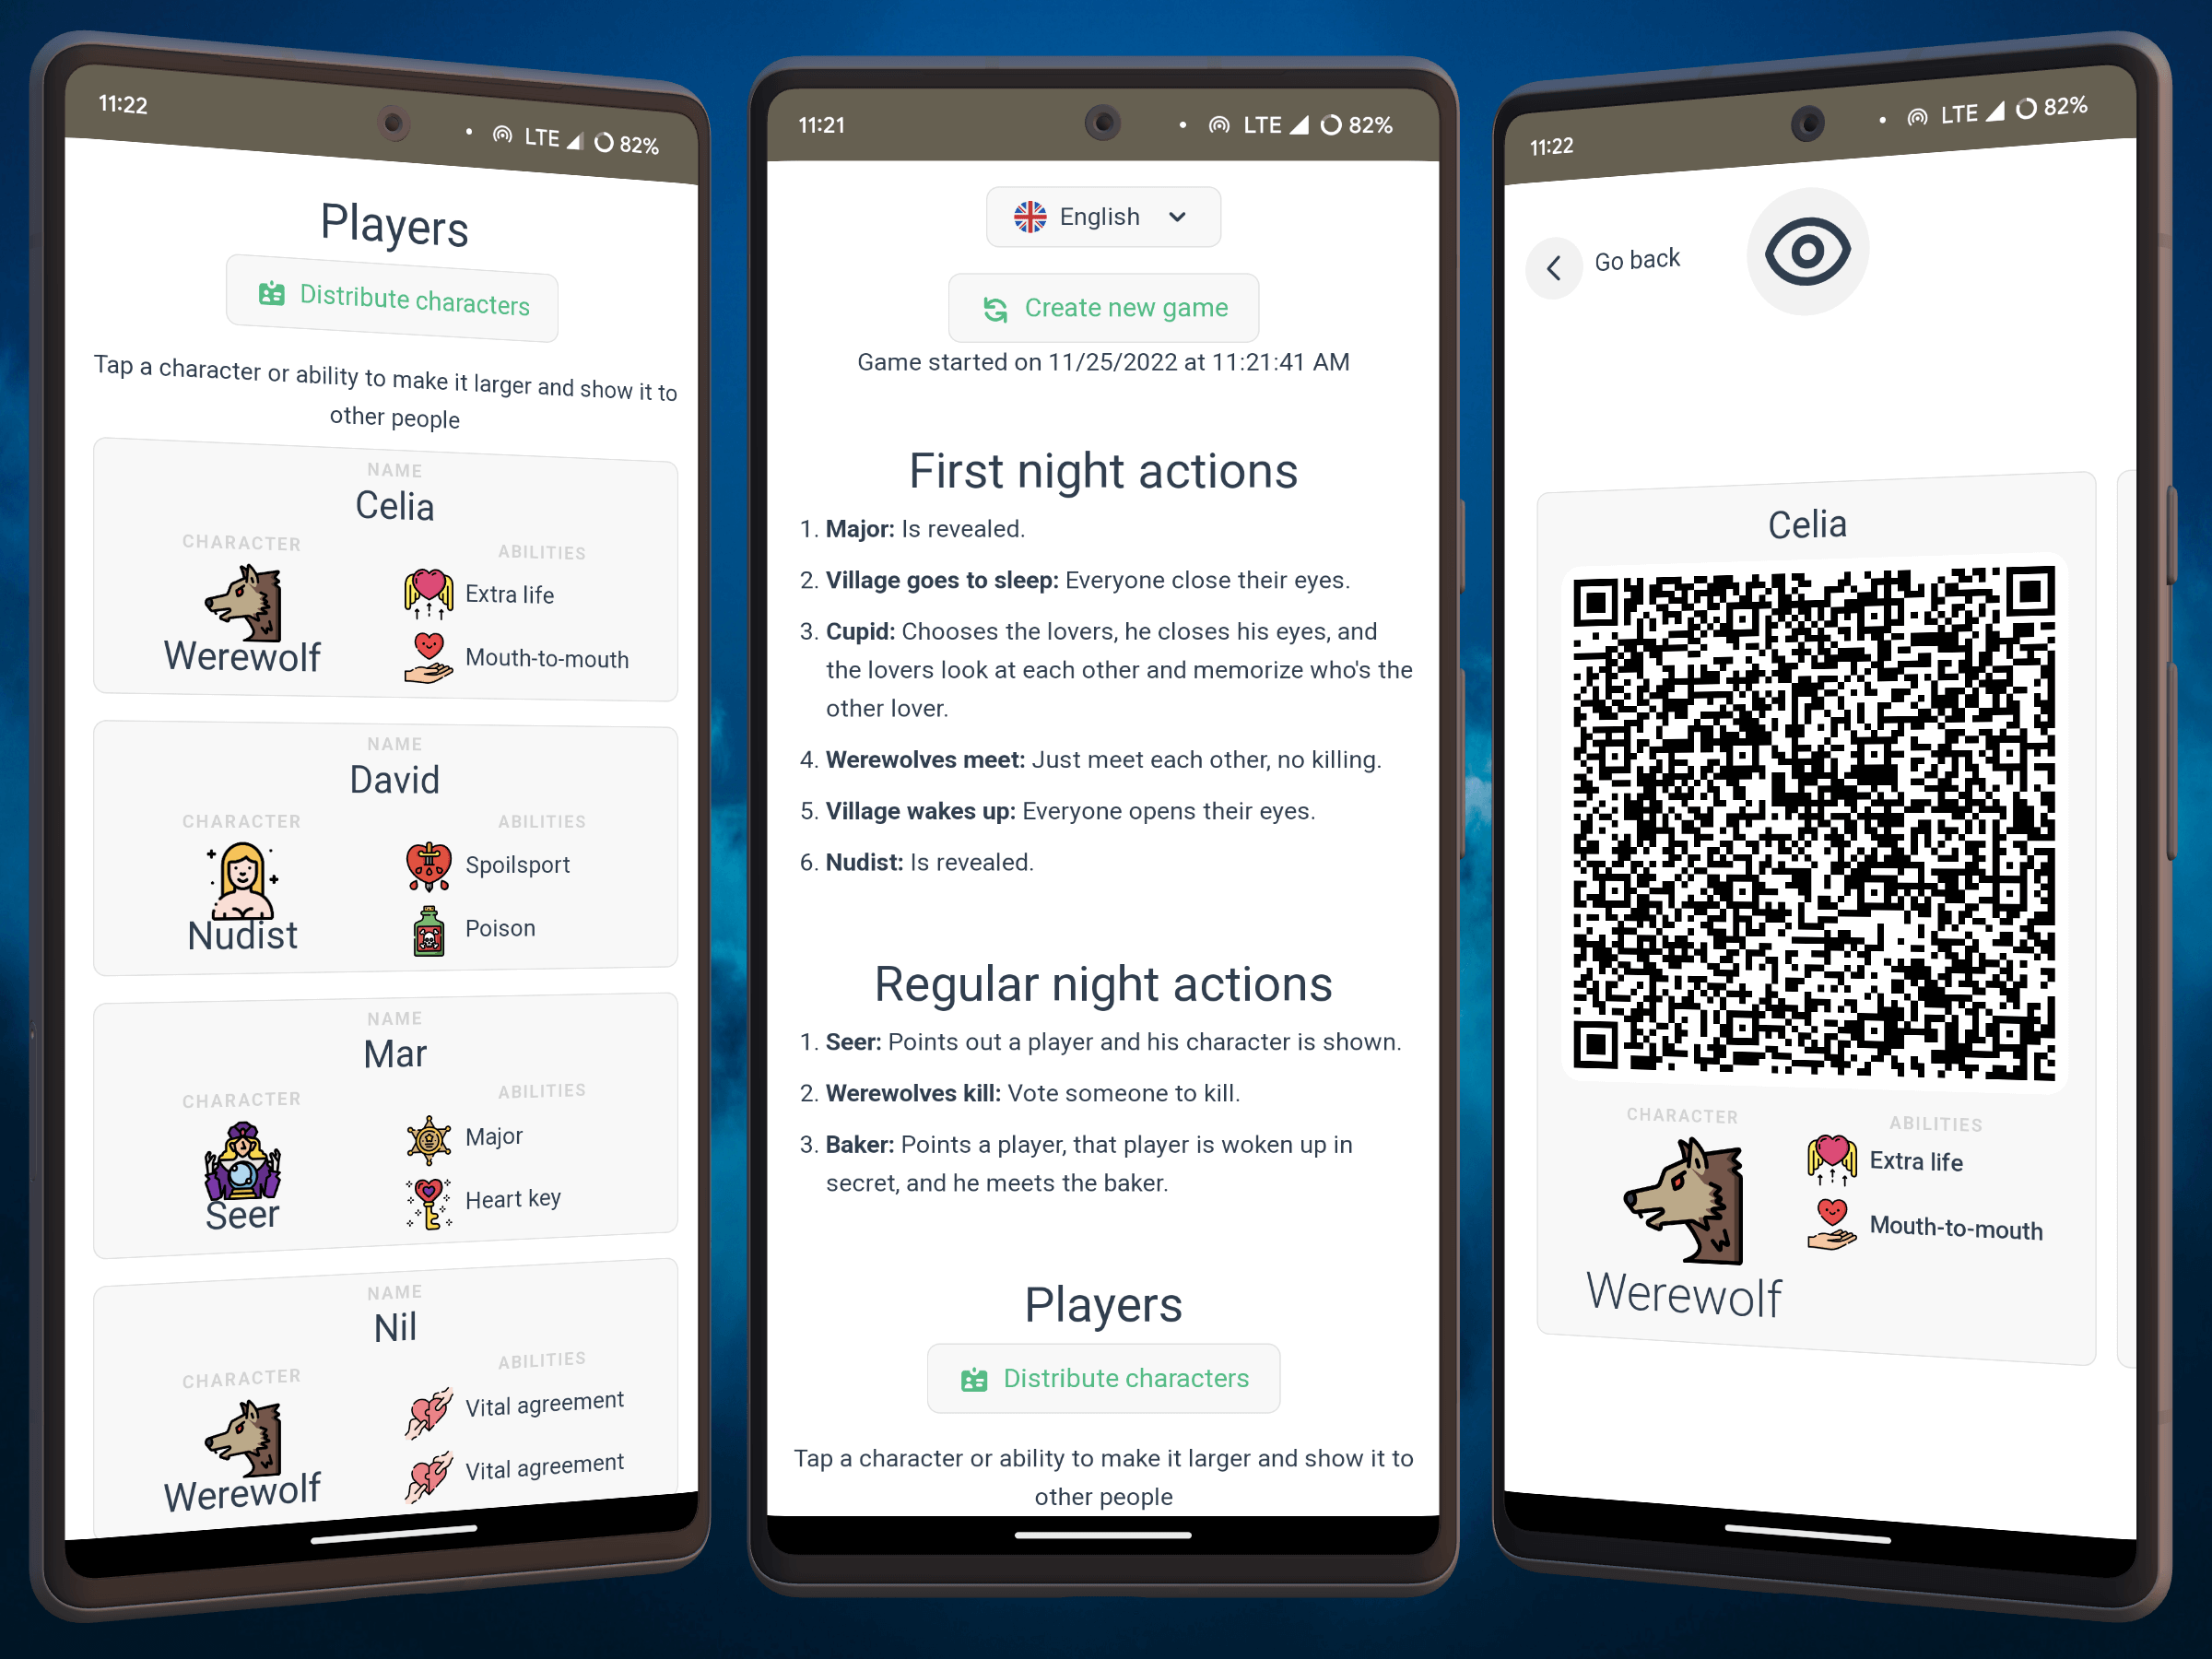 11:22
LTE 82%
Players
Distribute characters
Tap a character or ability to make it larger and show it to
other people
NAME
Celia
CHARACTER
ABILITIES
Werewolf
Extra life
Mouth-to-mouth
NAME
David
CHARACTER
ABILITIES
Nudist
Spoilsport
Poison
NAME
Mar
CHARACTER
ABILITIES
Seer
Major
Heart key
NAME
Nil
CHARACTER
ABILITIES
Werewolf
Vital agreement
Vital agreement
11:21
LTE 82%
English
Create new game
Game started on 11/25/2022 at 11:21:41 AM
First night actions
1. Major: Is revealed.
2. Village goes to sleep: Everyone close their eyes.
3. Cupid: Chooses the lovers, he closes his eyes, and
the lovers look at each other and memorize who's the
other lover.
4. Werewolves meet: Just meet each other, no killing.
5. Village wakes up: Everyone opens their eyes.
6. Nudist: Is revealed.
Regular night actions
1. Seer: Points out a player and his character is shown.
2. Werewolves kill: Vote someone to kill.
3. Baker: Points a player, that player is woken up in
secret, and he meets the baker.
Players
Distribute characters
Tap a character or ability to make it larger and show it to
other people
11:22
LTE 82%
Go back
Celia
CHARACTER
ABILITIES
Werewolf
Extra life
Mouth-to-mouth